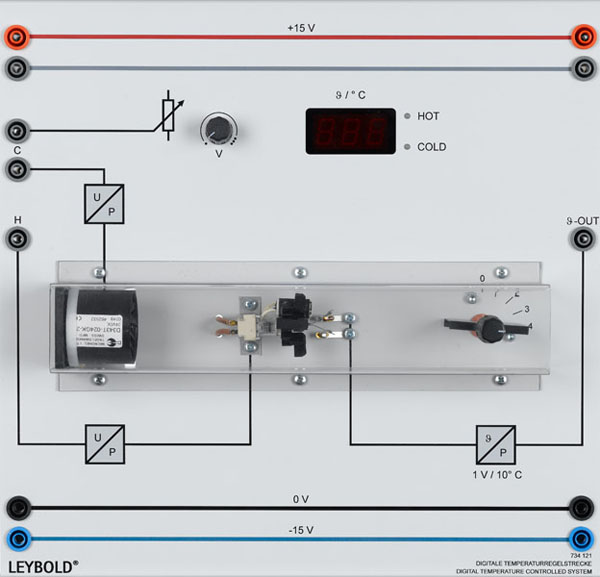 +15 V
ϑ / ° C
HOT
COLD
C
V
U
P
H
ϑ-OUT
0
2
3
4
U
P
ϑ
P
1 V / 10° C
0 V
-15 V
734 121
LEYBOLD®
DIGITALE TEMPERATURREGELSTRECKE
DIGITAL TEMPERATURE CONTROLLED SYSTEM